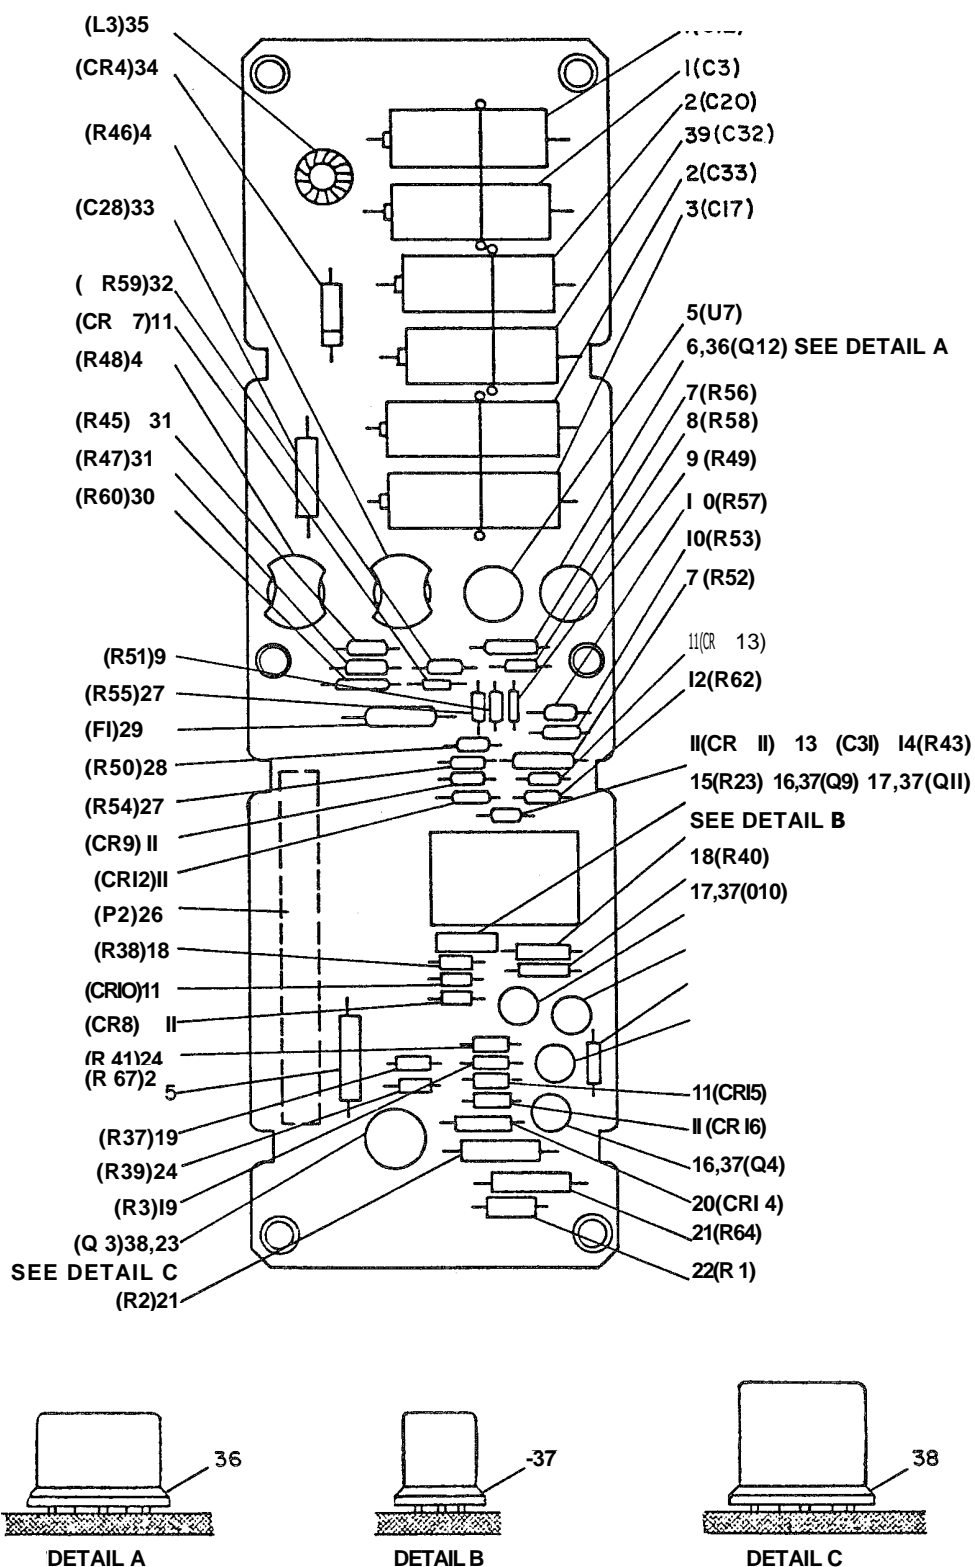 (L3)35
(CR4)34
(R46)4
(C28)33
( R59)32
(CR 7)11
(R48)4
(R45) 31
(R47)31
(R60)30
(R51)9
(R55)27
(FI)29
(R50)28
(R54)27
(CR9) II
(CRI2)II
(P2)26
(R38)18
(CRIO)11
(CR8) II
(R 41)24
(R 67)2
5
(R37)19
(R39)24
(R3)I9
(Q 3)38,23
SEE DETAIL C
(R2)21
1(C3)
2(C20)
39(C32)
2(C33)
3(CI7)
5(U7)
6,36(Q12) SEE DETAIL A
7(R56)
8(R58)
9 (R49)
I 0(R57)
IO(R53)
7 (R52)
11(CR 13)
I2(R62)
II(CR II) 13 (C3I) I4(R43)
15(R23) 16,37(Q9) 17,37(QII)
SEE DETAIL B
18(R40)
17,37(010)
11(CRI5)
II (CR I6)
16,37(Q4)
20(CRI 4)
21(R64)
22(R 1)
36
-37
38
DETAIL A
DETAIL B
DETAIL C